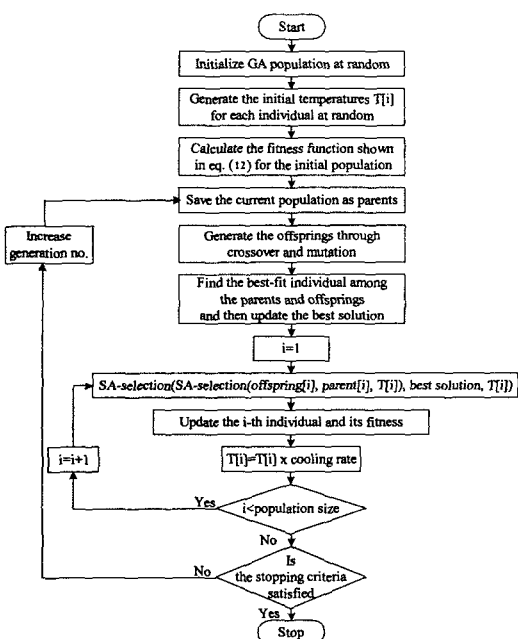 Start
Initialize GA population at random
Generate the initial temperatures T[i]
for each individual at random
Calculate the fitness function shown
in eq. (12) for the initial population
Save the current population as parents
Increase
generation no.
Generate the offsprings through
crossover and mutation
Find the best-fit individual among
the parents and offsprings
and then update the best solution
i=1
SA-selection(SA-selection(offspring[i], parent[i], T[i]), best solution, T[i])
Update the i-th individual and its fitness
i=i+1
T[i]=T[i] x cooling rate
Yes
i<population size
No
No
Is
the stopping criteria
satisfied
Yes
Stop